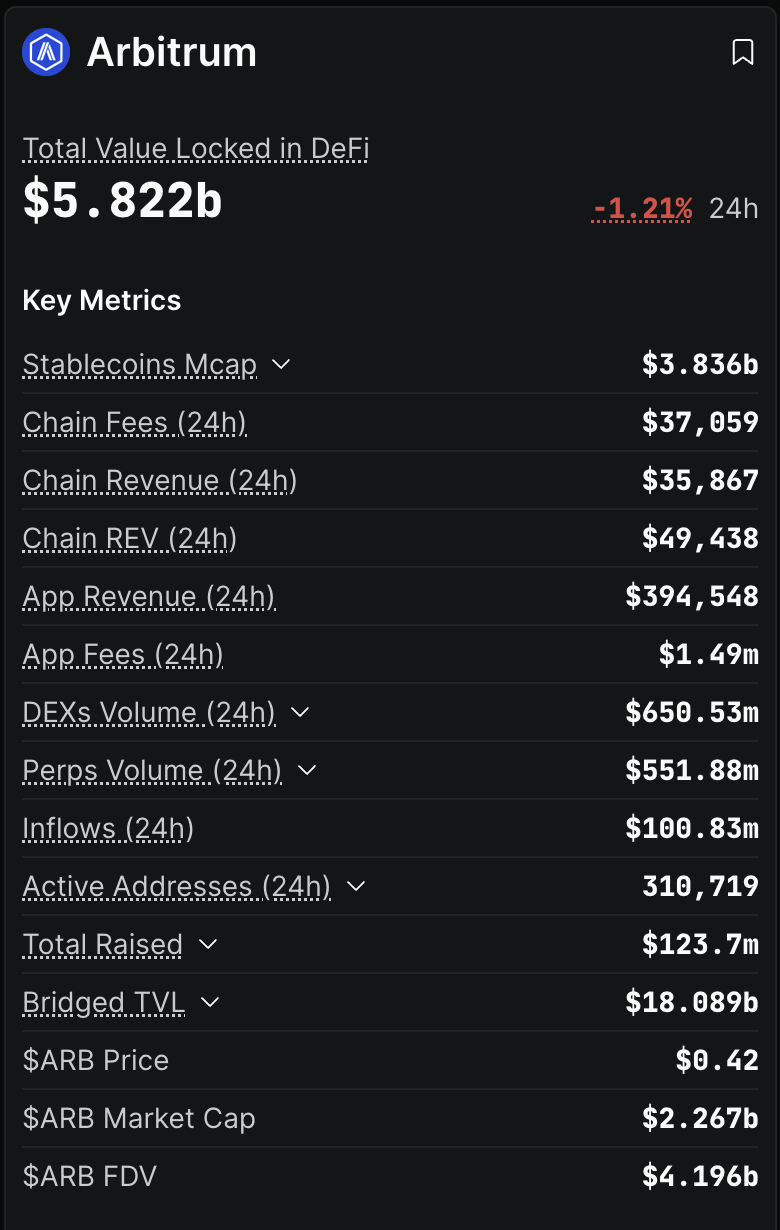 Arbitrum
Total Value Locked in DeFi
$5.822b -1.21% 24h
Key Metrics
Stablecoins Mcap $3.836b
Chain Fees (24h) $37,059
Chain Revenue (24h) $35,867
Chain REV (24h) $49,438
App Revenue (24h) $394,548
App Fees (24h) $1.49m
DEXs Volume (24h) $650.53m
Perps Volume (24h) $551.88m
Inflows (24h) $100.83m
Active Addresses (24h) 310,719
Total Raised $123.7m
Bridged TVL $18.089b
$ARB Price $0.42
$ARB Market Cap $2.267b
$ARB FDV $4.196b